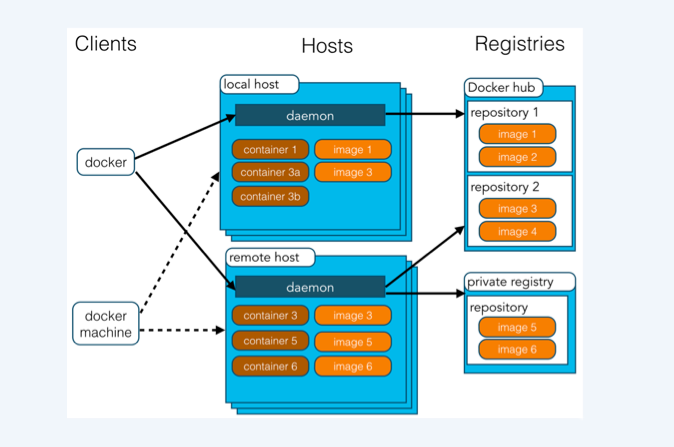 Clients
Hosts
Registries
local host
daemon
container 1
image 1
container 3a
image 3
container 3b
docker
docker
machine
remote host
daemon
container 3
image 3
container 5
image 5
container 6
image 6
Docker hub
repository 1
image 1
image 2
repository 2
image 3
image 4
private registry
repository
image 5
image 6